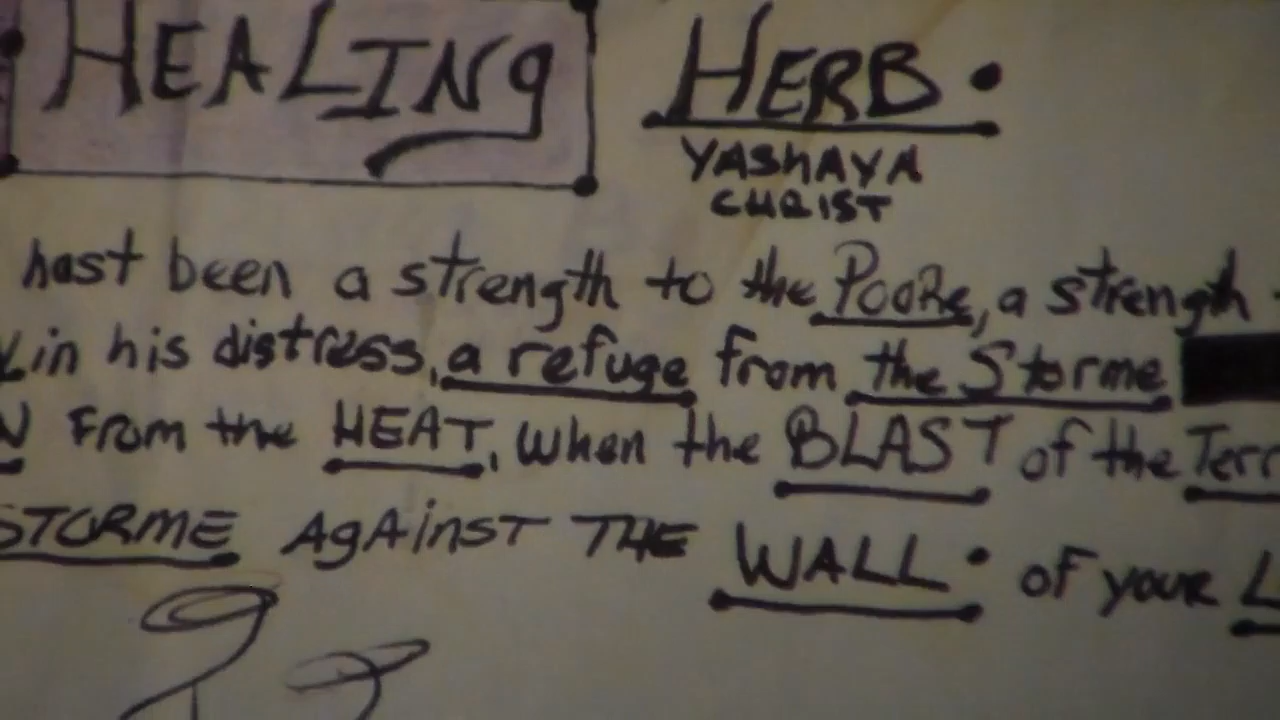 HEALINg HERB.
YAShAYA
CHRIST
hast been a strength to the PooRe, a strength
in his distress, a refuge from the Storme
From the HEAT, when the BLAST of the
STORME AgAinST THE WALL. of youR